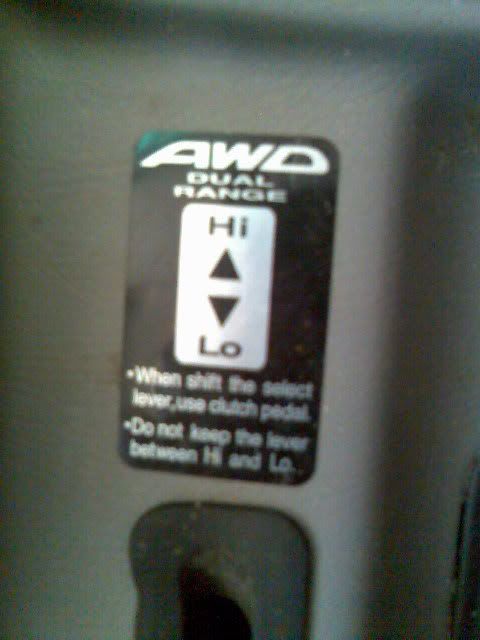 AWD
DUAL
RANGE
Hi
Lo
•When shift the select
lever,use clutch pedal.
•Do not keep the lever
between Hi and Lo.